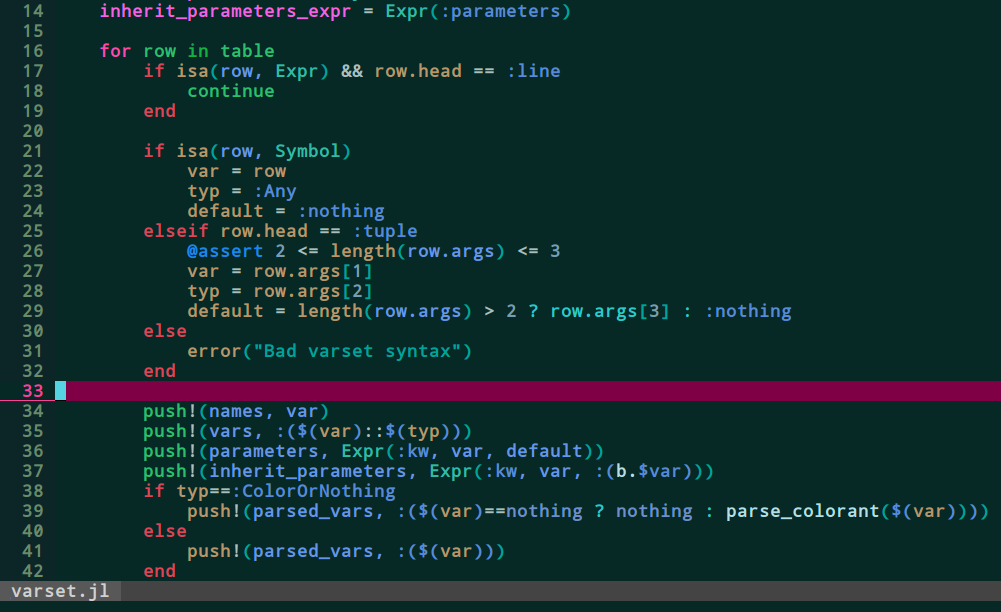 14     inherit_parameters_expr = Expr(:parameters)
15
16     for row in table
17         if isa(row, Expr) && row.head == :line
18             continue
19         end
20
21         if isa(row, Symbol)
22             var = row
23             typ = :Any
24             default = :nothing
25         elseif row.head == :tuple
26             @assert 2 <= length(row.args) <= 3
27             var = row.args[1]
28             typ = row.args[2]
29             default = length(row.args) > 2 ? row.args[3] : :nothing
30         else
31             error("Bad varset syntax")
32         end
33
34         push!(names, var)
35         push!(vars, :($(var)::$(typ)))
36         push!(parameters, Expr(:kw, var, default))
37         push!(inherit_parameters, Expr(:kw, var, :(b.$var)))
38         if typ==:ColorOrNothing
39             push!(parsed_vars, :($(var)==nothing ? nothing : parse_colorant($(var))))
40         else
41             push!(parsed_vars, :($(var)))
42         end
varset.jl